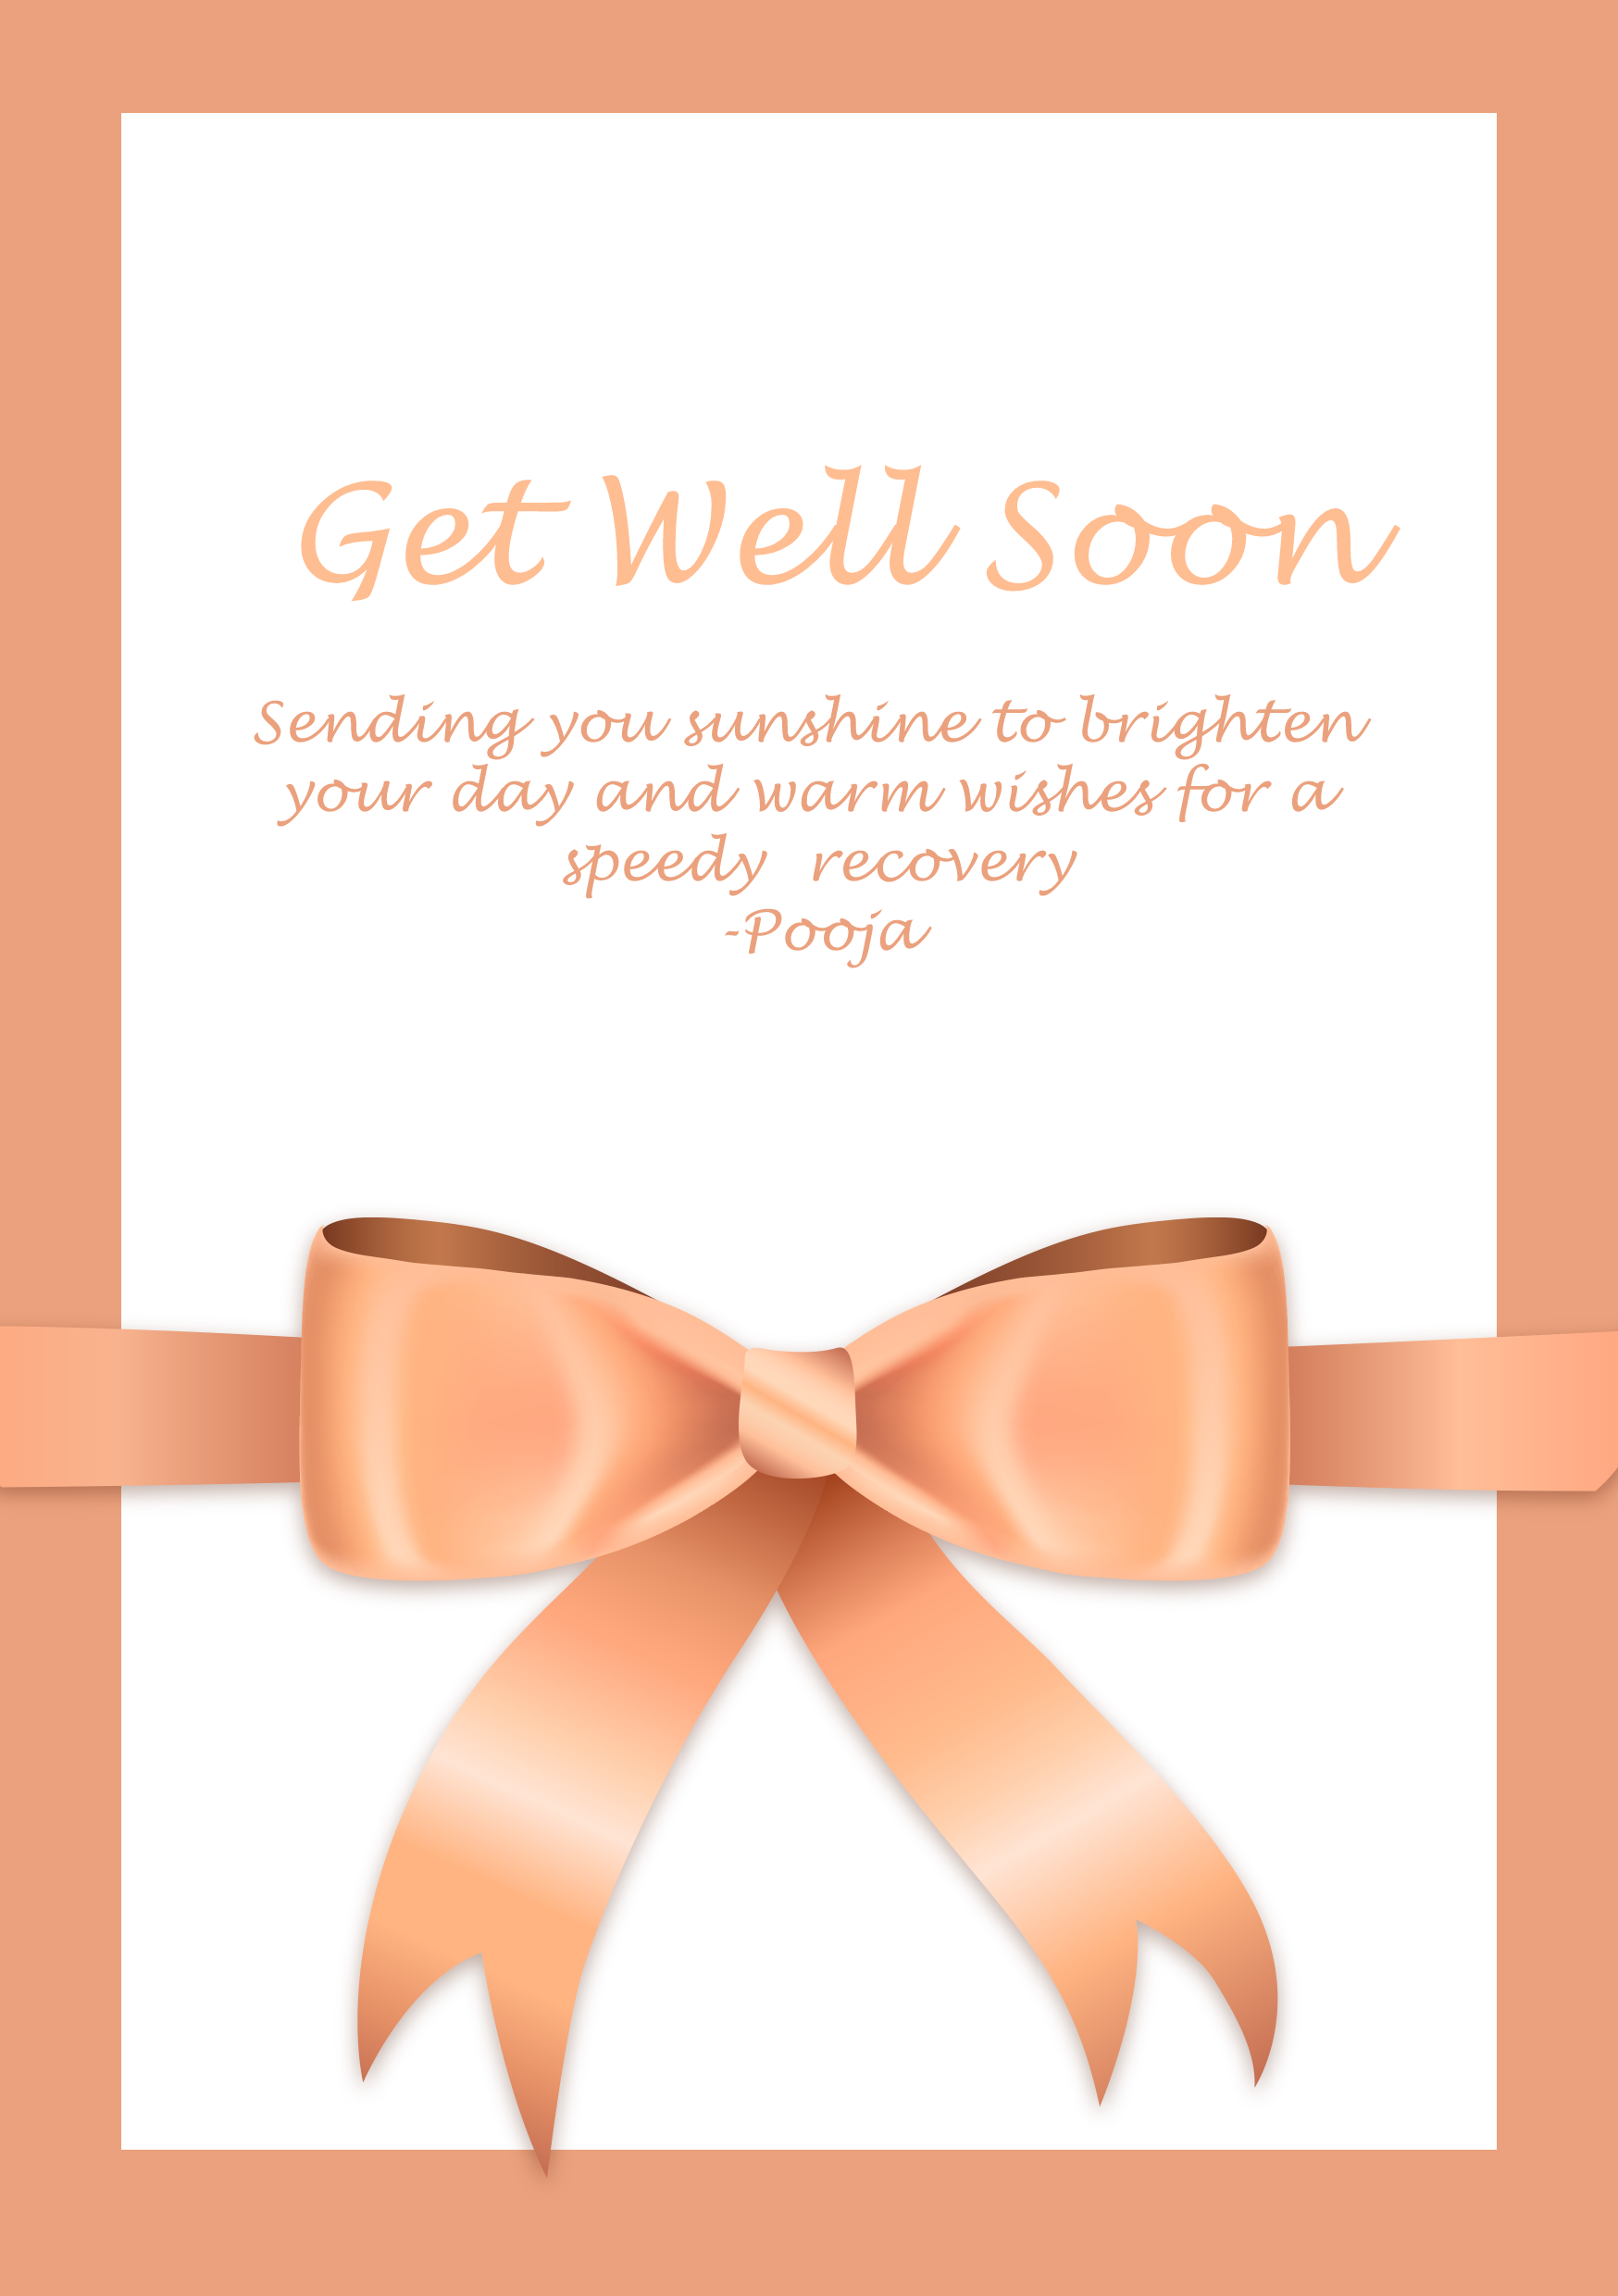 Get Well Soon
Sending you sunshine to brighten
your day and warm wishes for a
speedy recovery
-Pooja